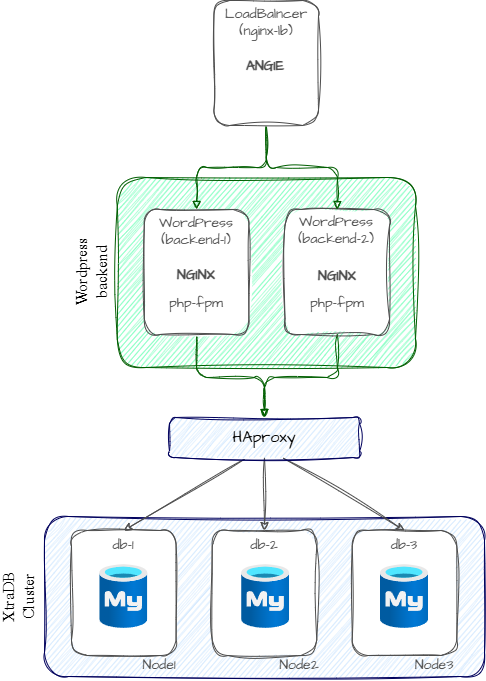 LoadBalncer
(nginx-lb)
ANGIE
Wordpress
backend
WordPress
(backend-1)
NGINX
php-fpm
WordPress
(backend-2)
NGINX
php-fpm
HAproxy
XtraDB
Cluster
db-1
My
Node1
db-2
My
Node2
db-3
My
Node3